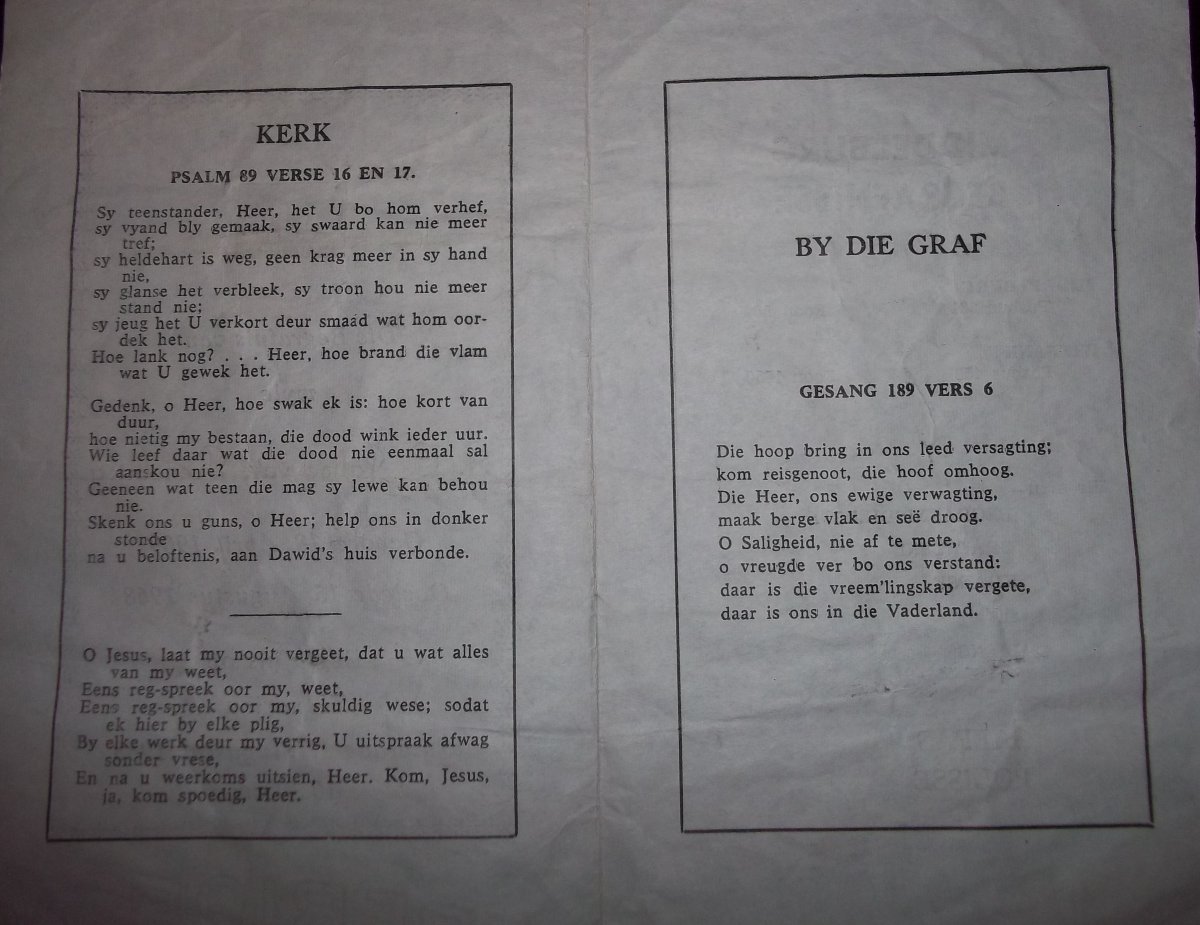 KERK
PSALM 89 VERSE 16 EN 17.
Sy teenstander, Heer, het U bo hom verhef,
sy vyand bly gemaak, sy swaard kan nie meer
tref;
sy heldehart is weg, geen krag meer in sy hand
nie,
sy glanse het verbleek, sy troon hou nie meer
stand nie;
sy jeug het U verkort deur smaad wat hom oor-
dek het.
Hoe lank nog? . . . Heer, hoe brand die vlam
wat U gewek het.
Gedenk, o Heer, hoe swak ek is: hoe kort van
duur,
hoe nietig my bestaan, die dood wink ieder uur.
Wie leef daar wat die dood nie eenmaal sal
aanskou nie?
Geeneen wat teen die mag sy lewe kan behou
nie.
Skenk ons u guns, o Heer; help ons in donker
stonde
na u beloftenis, aan Dawid's huis verbonde.
O Jesus, laat my nooit vergeet, dat u wat alles
van my weet,
Eens reg-spreek oor my, weet,
Eens reg-spreek oor my, skuldig wese; sodat
ek hier by elke plig,
By elke werk deur my verrig, U uitspraak afwag
sonder vrese,
En na u weerkoms uitsien, Heer. Kom, Jesus,
ja, kom spoedig, Heer.
BY DIE GRAF
GESANG 189 VERS 6
Die hoop bring in ons leed versagting;
kom reisgenoot, die hoof omhoog.
Die Heer, ons ewige verwagting,
maak berge vlak en seë droog.
O Saligheid, nie af te mete,
o vreugde ver bo ons verstand:
daar is die vreem'lingskap vergete,
daar is ons in die Vaderland.